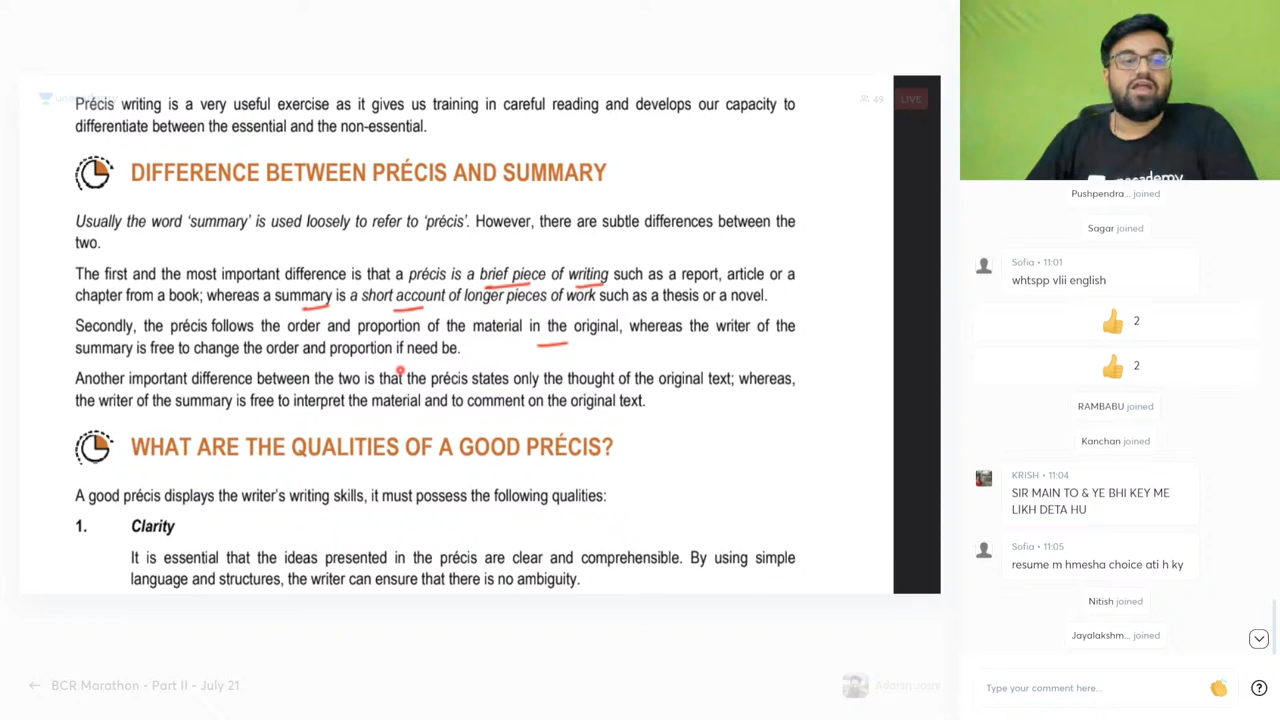 Précis writing is a very useful exercise as it gives us training in careful reading and develops our capacity to
differentiate between the essential and the non-essential.
49
LIVE
DIFFERENCE BETWEEN PRÉCIS AND SUMMARY
Usually the word ‘summary’ is used loosely to refer to ‘précis’. However, there are subtle differences between the
two.
The first and the most important difference is that a précis is a brief piece of writing such as a report, article or a
chapter from a book; whereas a summary is a short account of longer pieces of work such as a thesis or a novel.
Secondly, the précis follows the order and proportion of the material in the original, whereas the writer of the
summary is free to change the order and proportion if need be.
Another important difference between the two is that the précis states only the thought of the original text; whereas,
the writer of the summary is free to interpret the material and to comment on the original text.
WHAT ARE THE QUALITIES OF A GOOD PRÉCIS?
A good précis displays the writer's writing skills, it must possess the following qualities:
1. Clarity
It is essential that the ideas presented in the précis are clear and comprehensible. By using simple
language and structures, the writer can ensure that there is no ambiguity.
BCR Marathon - Part II - July 21
Pushpendra... joined
Sagar joined
Sofia • 11:01
whtspp vlii english
2
2
RAMBABU joined
Kanchan joined
KRISH • 11:04
SIR MAIN TO & YE BHI KEY ME
LIKH DETA HU
Sofia • 11:05
resume m hmesha choice ati h ky
Nitish joined
Jayalakshm... joined
Type your comment here...